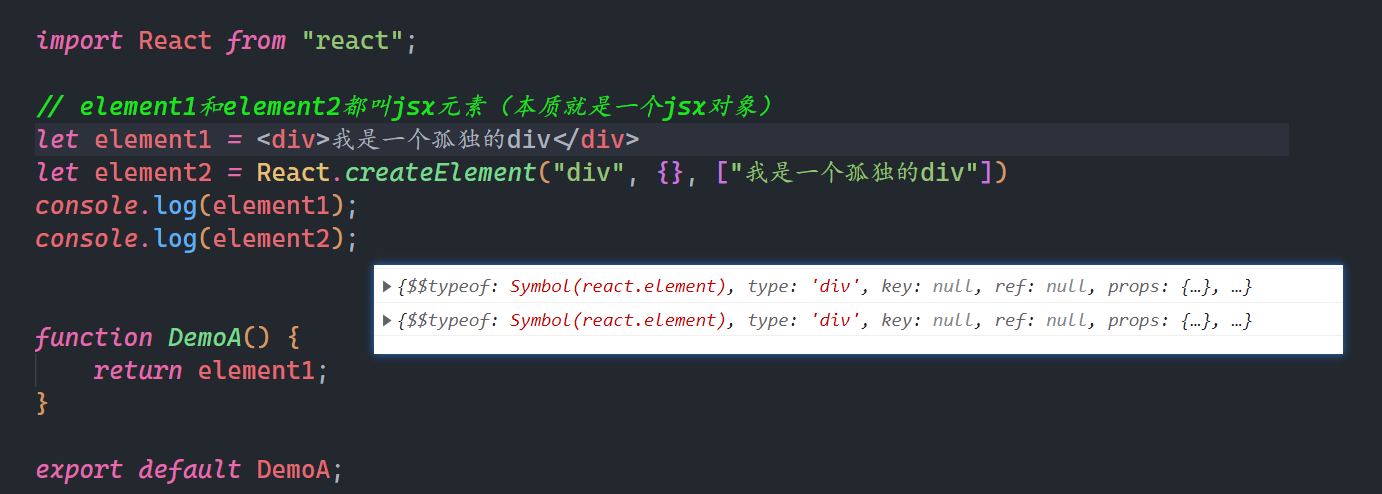 import React from "react";
// element1和element2都叫jsx元素（本质就是一个jsx对象）
let element1 = <div>我是一个孤独的div</div>
let element2 = React.createElement("div", {}, ["我是一个孤独的div"])
console.log(element1);
console.log(element2);
▶{$$typeof: Symbol(react.element), type: 'div', key: null, ref: null, props: {…}, …}
▶{$$typeof: Symbol(react.element), type: 'div', key: null, ref: null, props: {…}, …}
function DemoA() {
return element1;
}
export default DemoA;